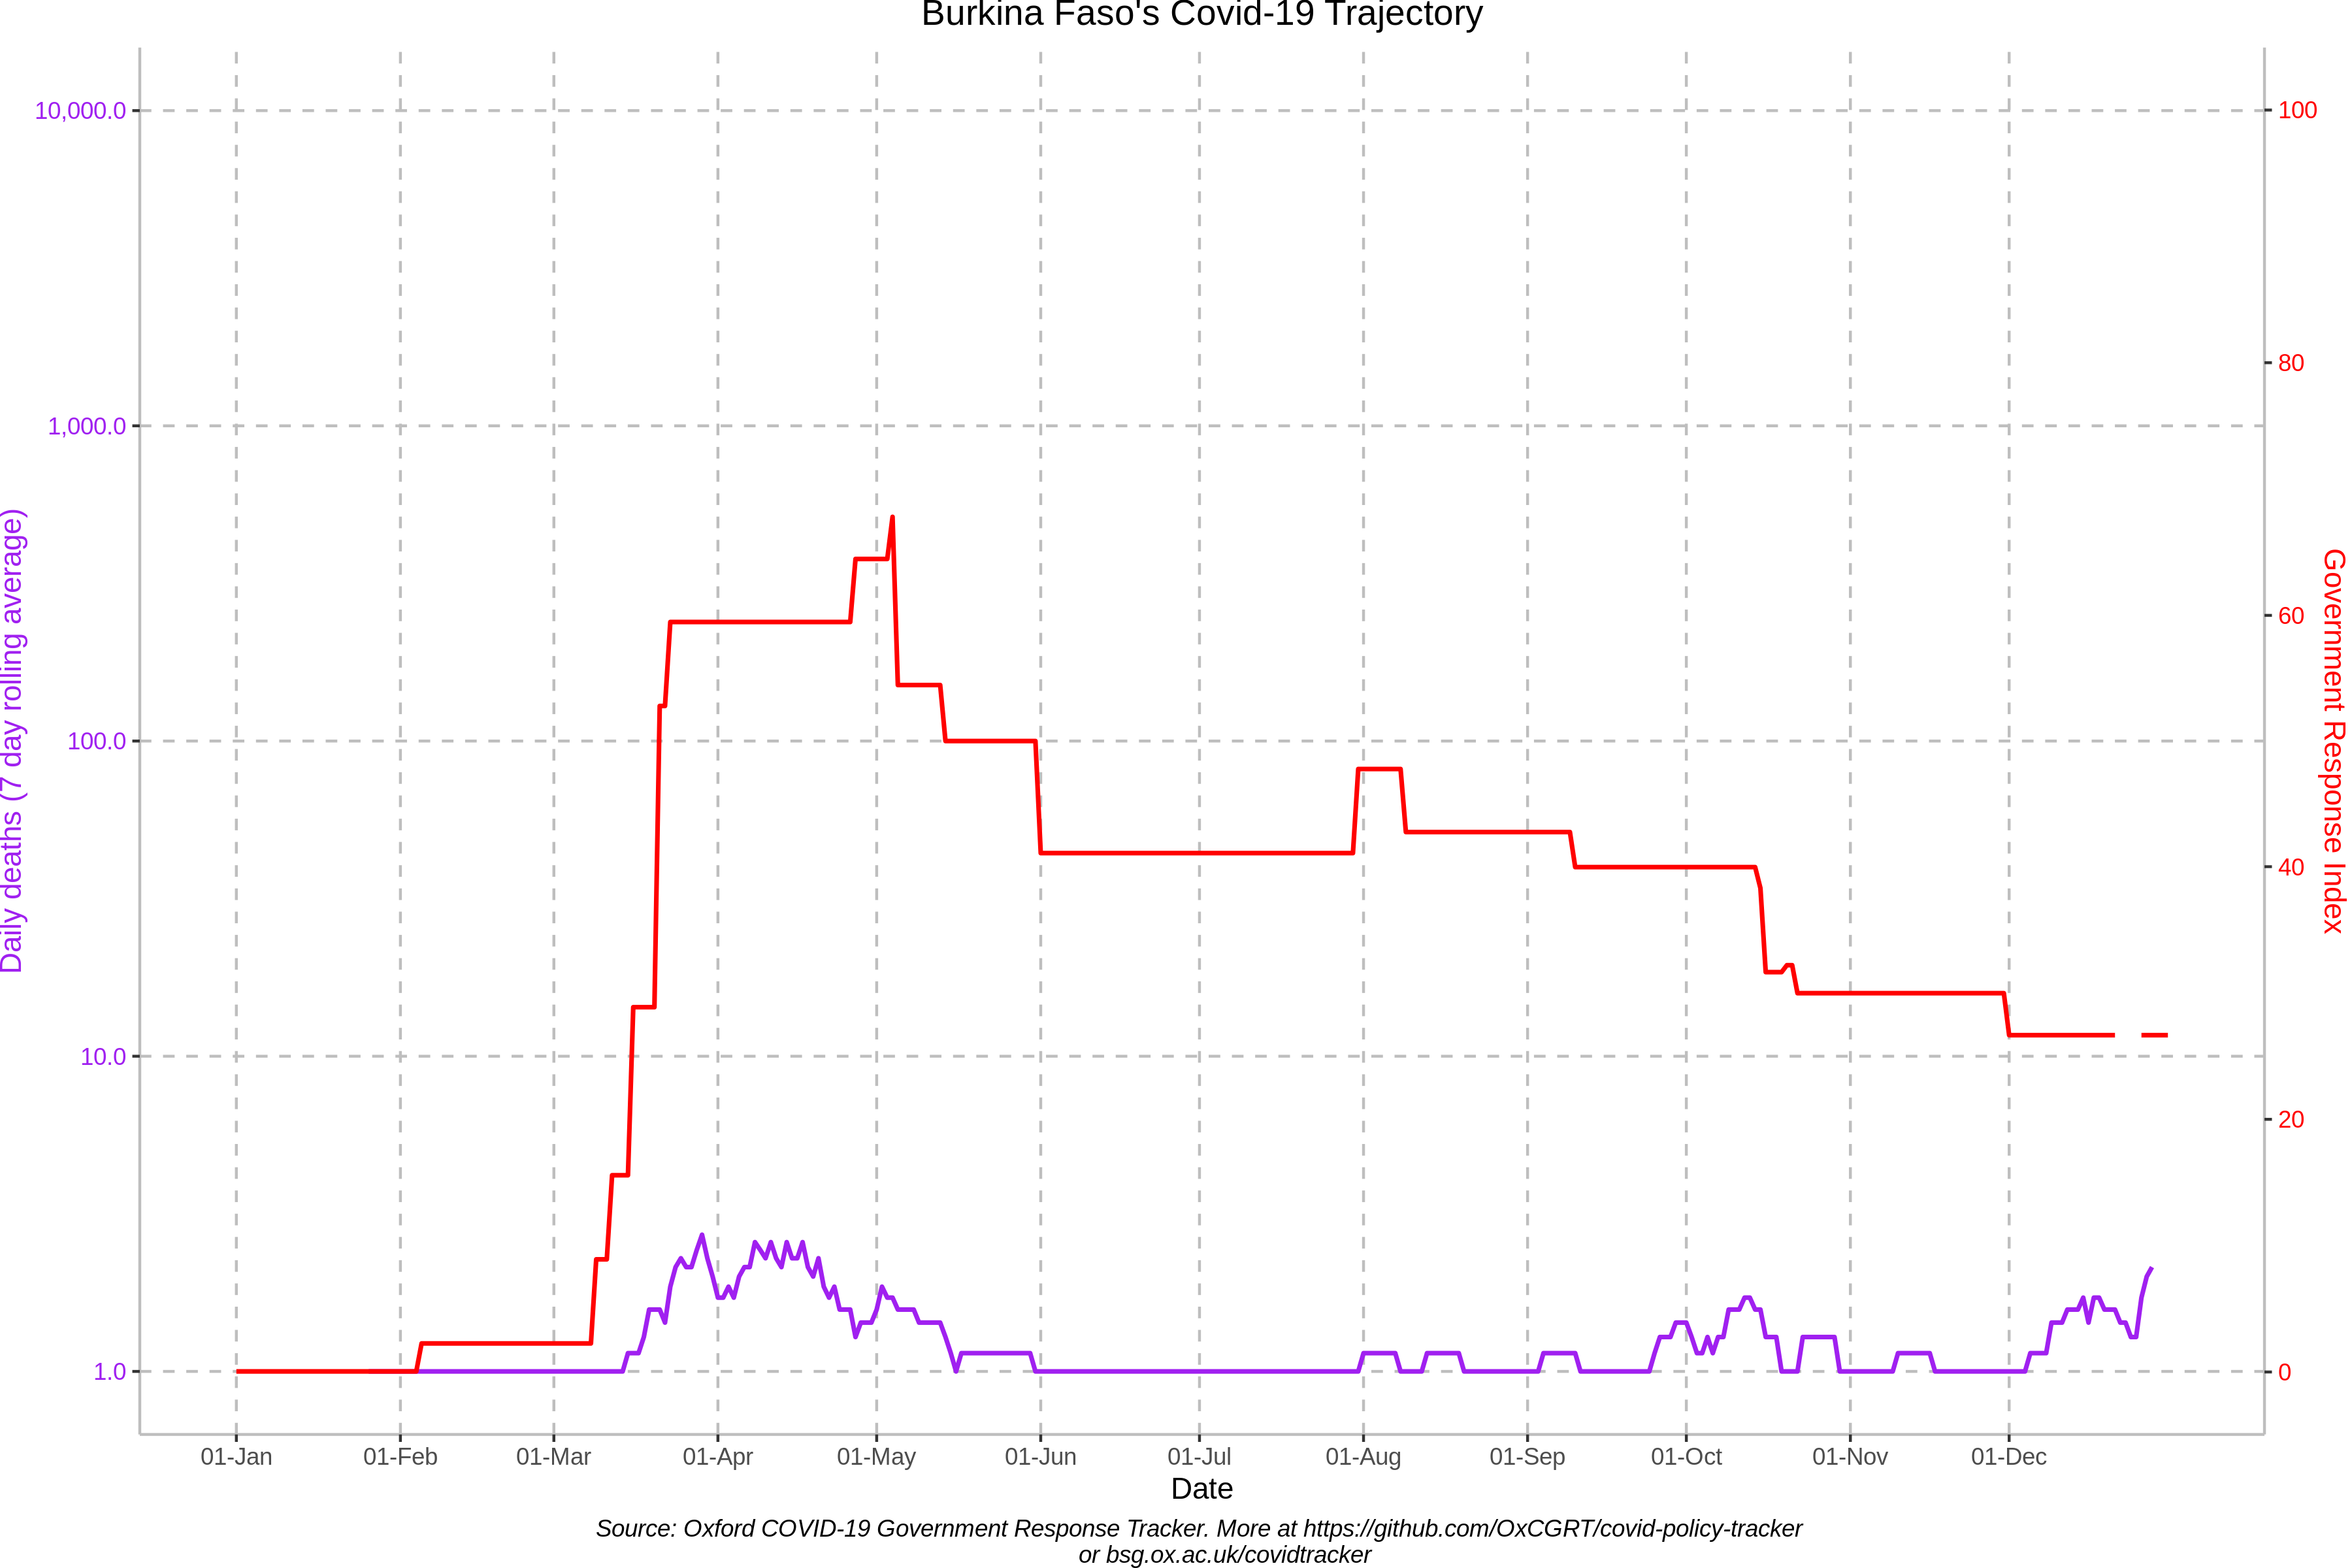 Burkina Faso's Covid-19 Trajectory
10,000.0
1,000.0
100.0
10.0
1.0
Daily deaths (7 day rolling average)
100
80
60
40
20
0
Government Response Index
01-Jan 01-Feb 01-Mar 01-Apr 01-May 01-Jun 01-Jul 01-Aug 01-Sep 01-Oct 01-Nov 01-Dec
Date
Source: Oxford COVID-19 Government Response Tracker. More at https://github.com/OxCGRT/covid-policy-tracker
or bsg.ox.ac.uk/covidtracker